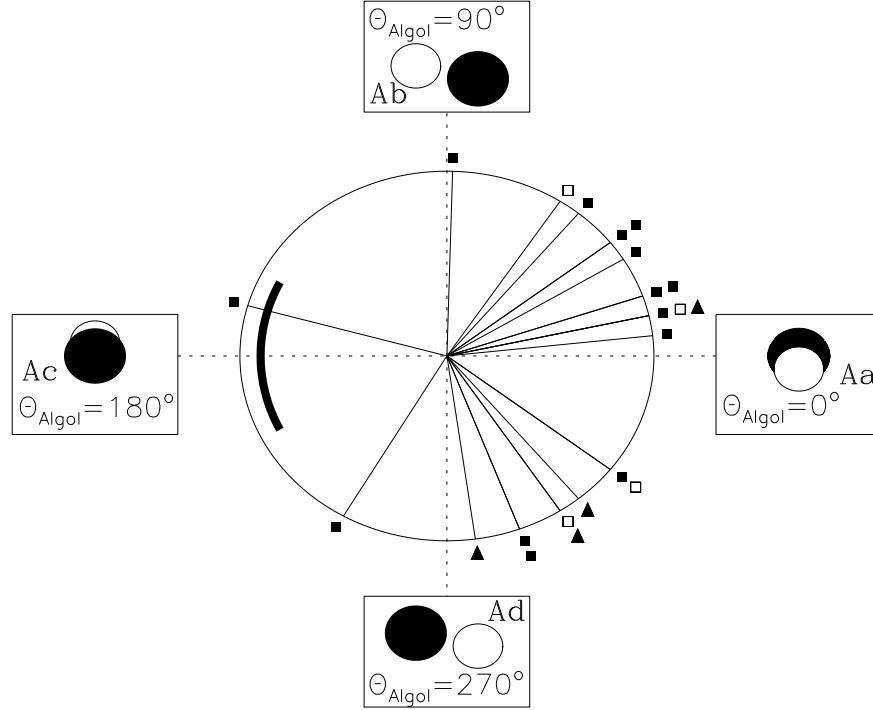 Θ_Algol=90°
Ab
Ac
Θ_Algol=180°
Aa
Θ_Algol=0°
Ad
Θ_Algol=270°